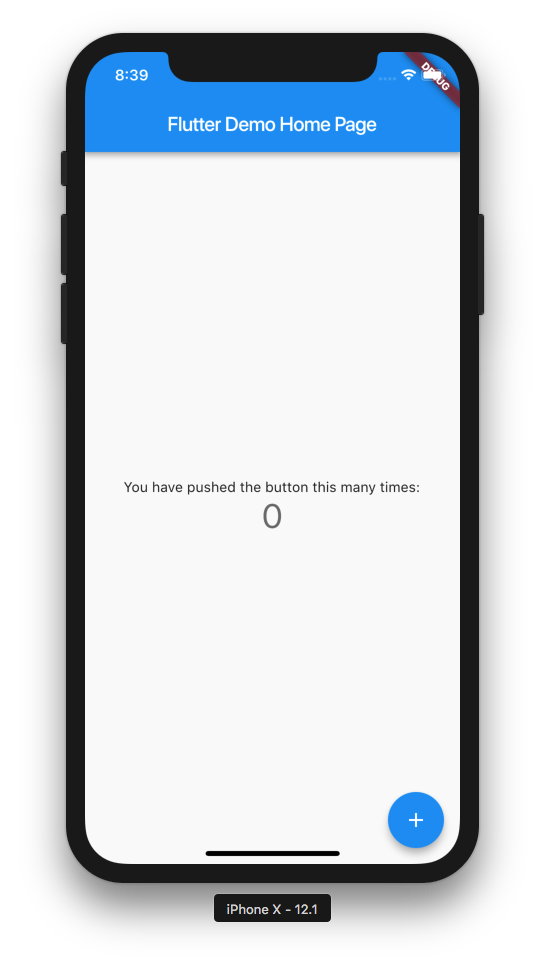 8:39
DEBUG
Flutter Demo Home Page
You have pushed the button this many times:
0
iPhone X - 12.1